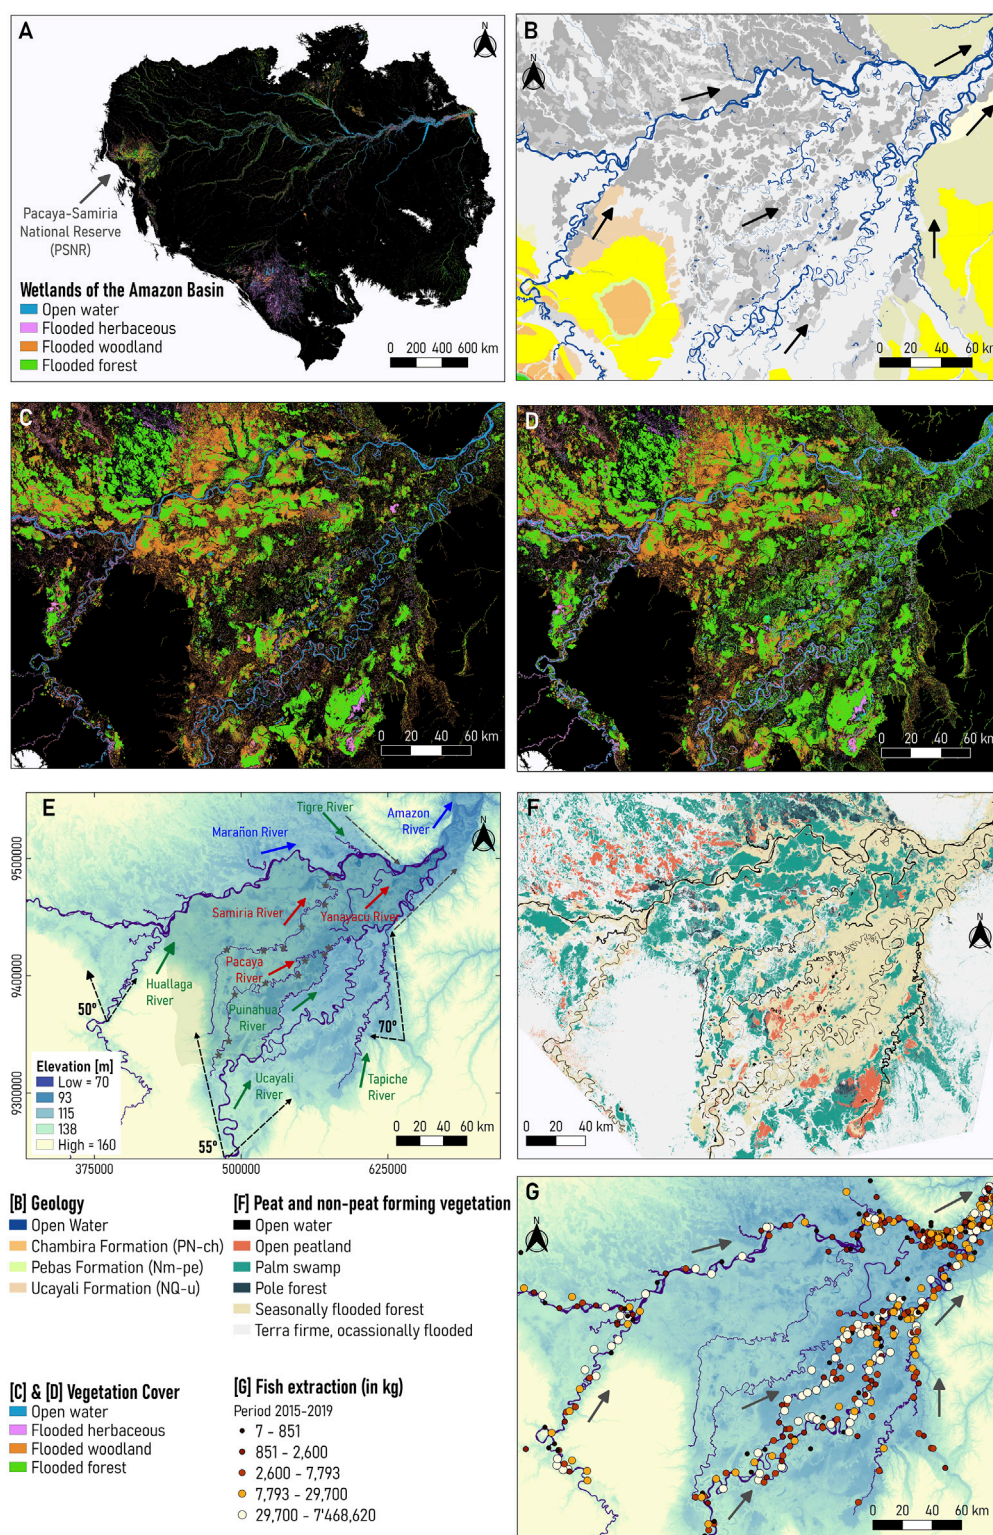 A
N
Pacaya-Samiria
National Reserve
(PSNR)
Wetlands of the Amazon Basin
Open water
Flooded herbaceous
Flooded woodland
Flooded forest
0 200 400 600 km
B
N
0 20 40 60 km
C
0 20 40 60 km
D
0 20 40 60 km
E
N
Tigre River
Amazon
River
Marañon River
Samiria River
Yanayacu River
Pacaya
River
Huallaga
River
Puinahua
River
50º
70º
Ucayali
River
Tapiche
River
55º
Elevation [m]
Low = 70
93
115
138
High = 160
0 20 40 60 km
9500000
9400000
9300000
375000
500000
625000
F
N
0 20 40 km
[B] Geology
Open Water
Chambira Formation (PN-ch)
Pebas Formation (Nm-pe)
Ucayali Formation (NQ-u)
[F] Peat and non-peat forming vegetation
Open water
Open peatland
Palm swamp
Pole forest
Seasonally flooded forest
Terra firme, ocassionally flooded
[C] & [D] Vegetation Cover
Open water
Flooded herbaceous
Flooded woodland
Flooded forest
[G] Fish extraction (in kg)
Period 2015-2019
7 - 851
851 - 2,600
2,600 - 7,793
7,793 - 29,700
29,700 - 7'468,620
G
N
0 20 40 60 km